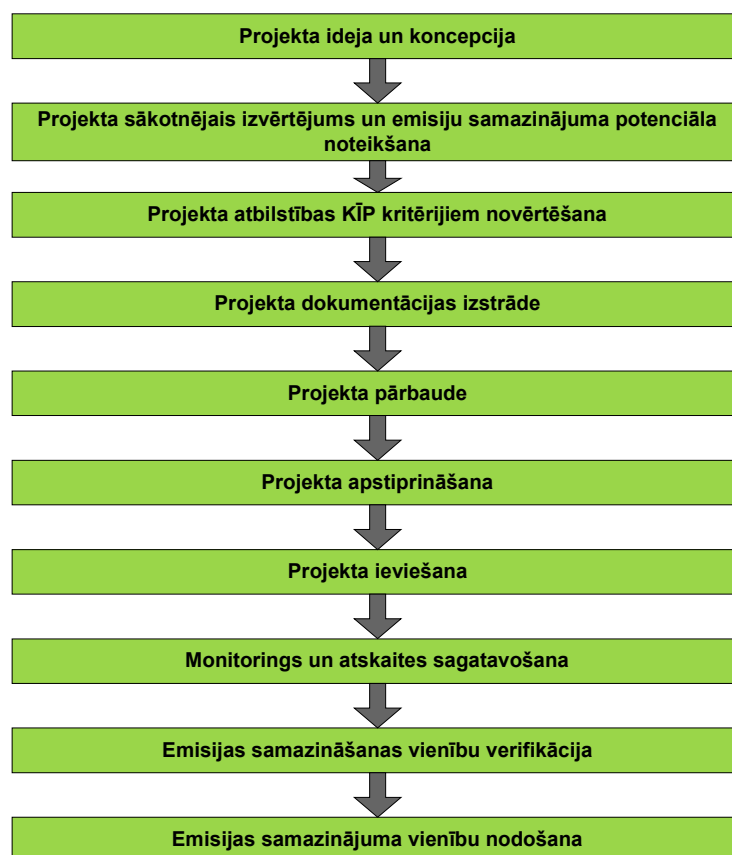 Projekta ideja un koncepcija
Projekta sākotnējais izvērtējums un emisiju samazinājuma potenciāla
noteikšana
Projekta atbilstības KĪP kritērijiem novērtēšana
Projekta dokumentācijas izstrāde
Projekta pārbaude
Projekta apstiprināšana
Projekta ieviešana
Monitorings un atskaites sagatavošana
Emisijas samazināšanas vienību verifikācija
Emisijas samazinājuma vienību nodošana